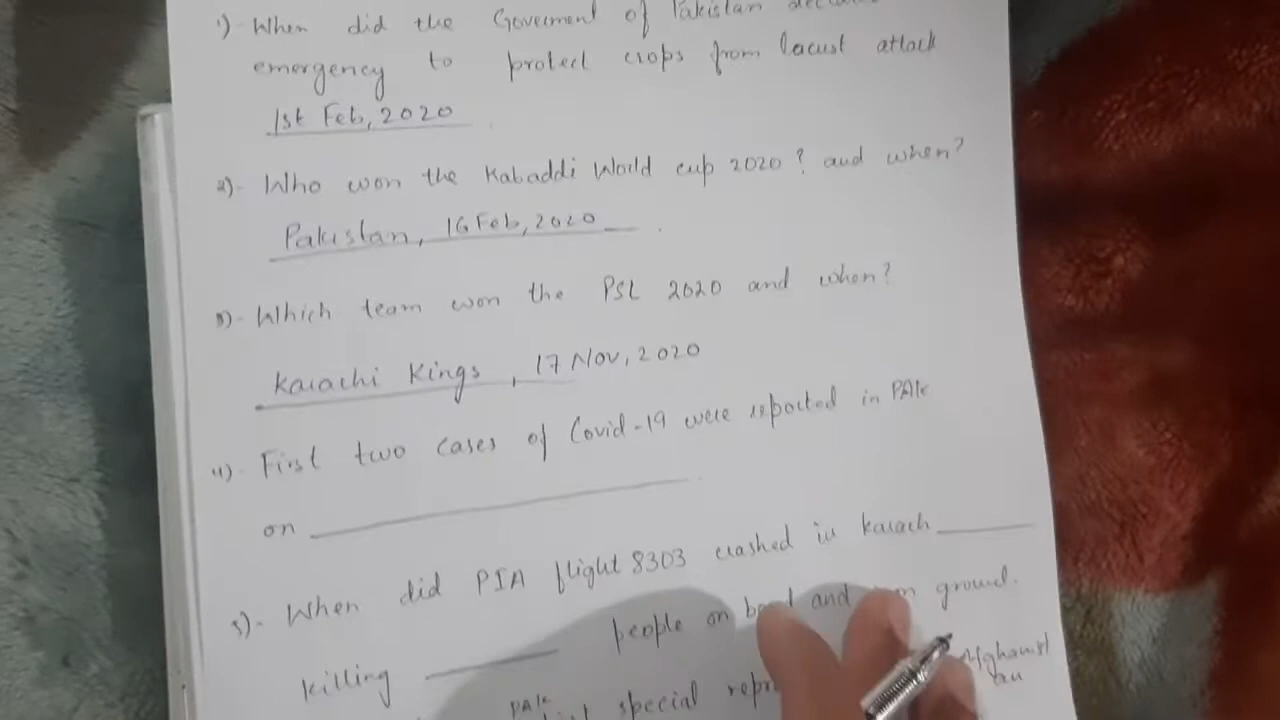 1)- When did the Goverment of Pakistan
emergency to protect crops from locust attack
1st Feb, 2020
2)- Who won the Kabaddi World cup 2020? and when?
Pakistan, 16 Feb, 2020
3)- Which team won the PSL 2020 and when?
Karachi Kings, 17 Nov, 2020
4)- First two cases of Covid-19 were reported in PAk
on
5)- When did PIA flight 8303 crashed in karach
killing people on and ground.
PAk special Afghanist
an